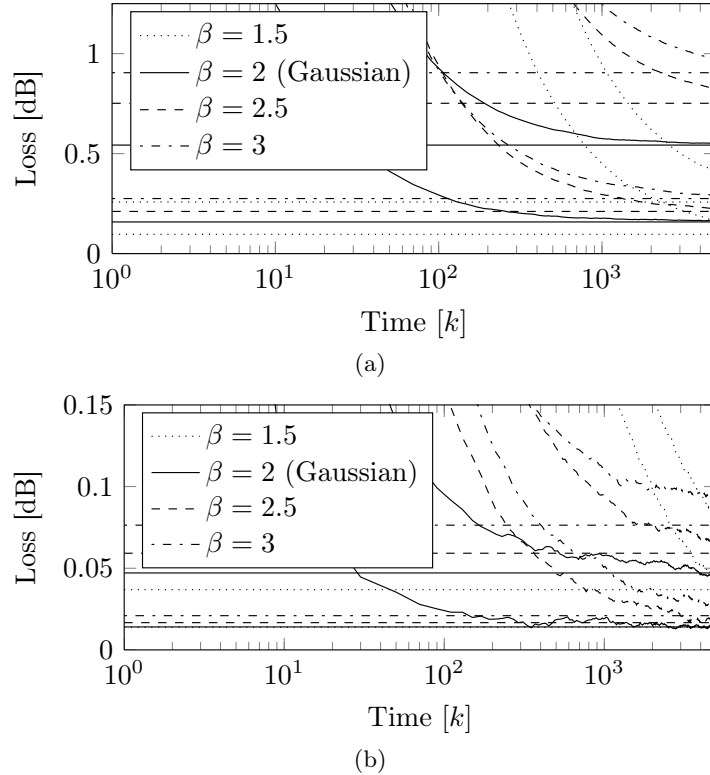 1
0.5
0
Loss [dB]
β = 1.5
β = 2 (Gaussian)
β = 2.5
β = 3
10^0 10^1 10^2 10^3
Time [k]
(a)
0.15
0.1
0.05
0
Loss [dB]
β = 1.5
β = 2 (Gaussian)
β = 2.5
β = 3
10^0 10^1 10^2 10^3
Time [k]
(b)